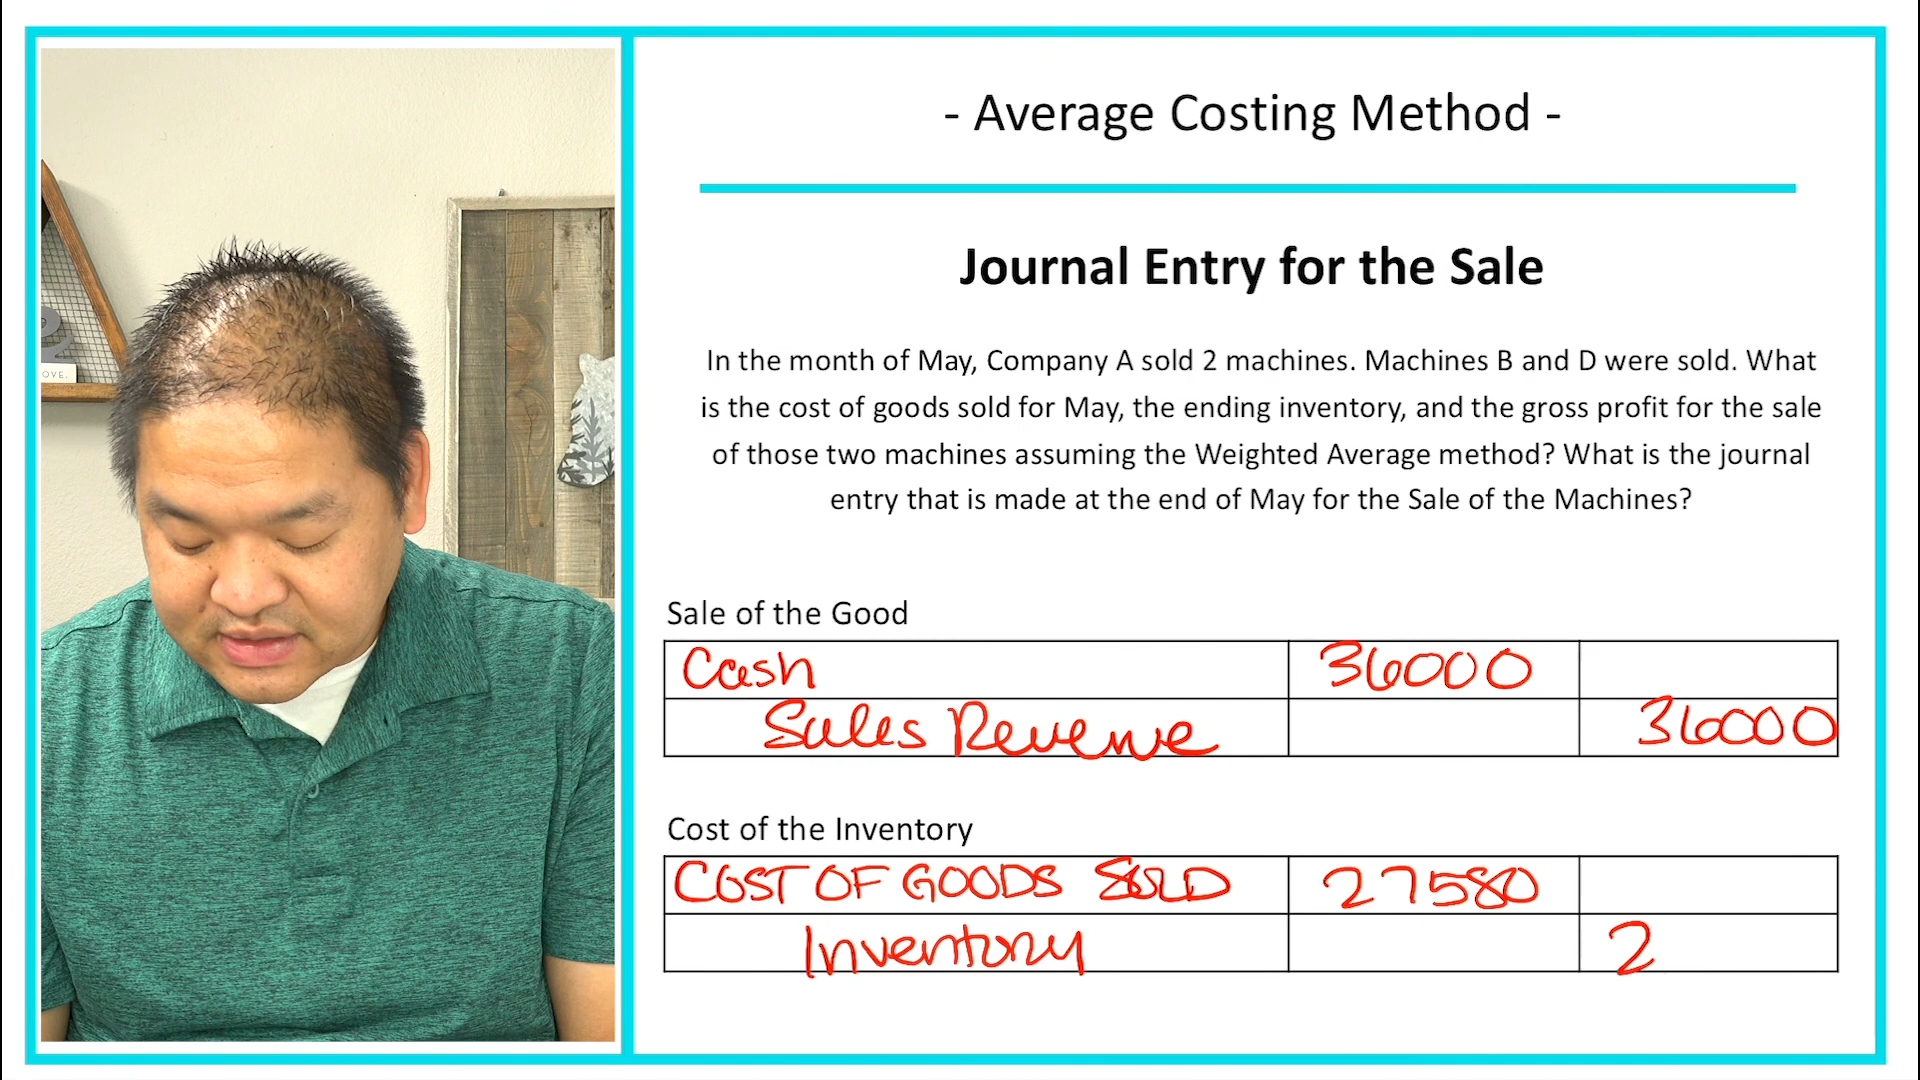 - Average Costing Method -
Journal Entry for the Sale
In the month of May, Company A sold 2 machines. Machines B and D were sold. What
is the cost of goods sold for May, the ending inventory, and the gross profit for the sale
of those two machines assuming the Weighted Average method? What is the journal
entry that is made at the end of May for the Sale of the Machines?
Sale of the Good
Cash 36000
Sales Revenue 36000
Cost of the Inventory
COST OF GOODS SOLD 27580
Inventory 2
OVE.